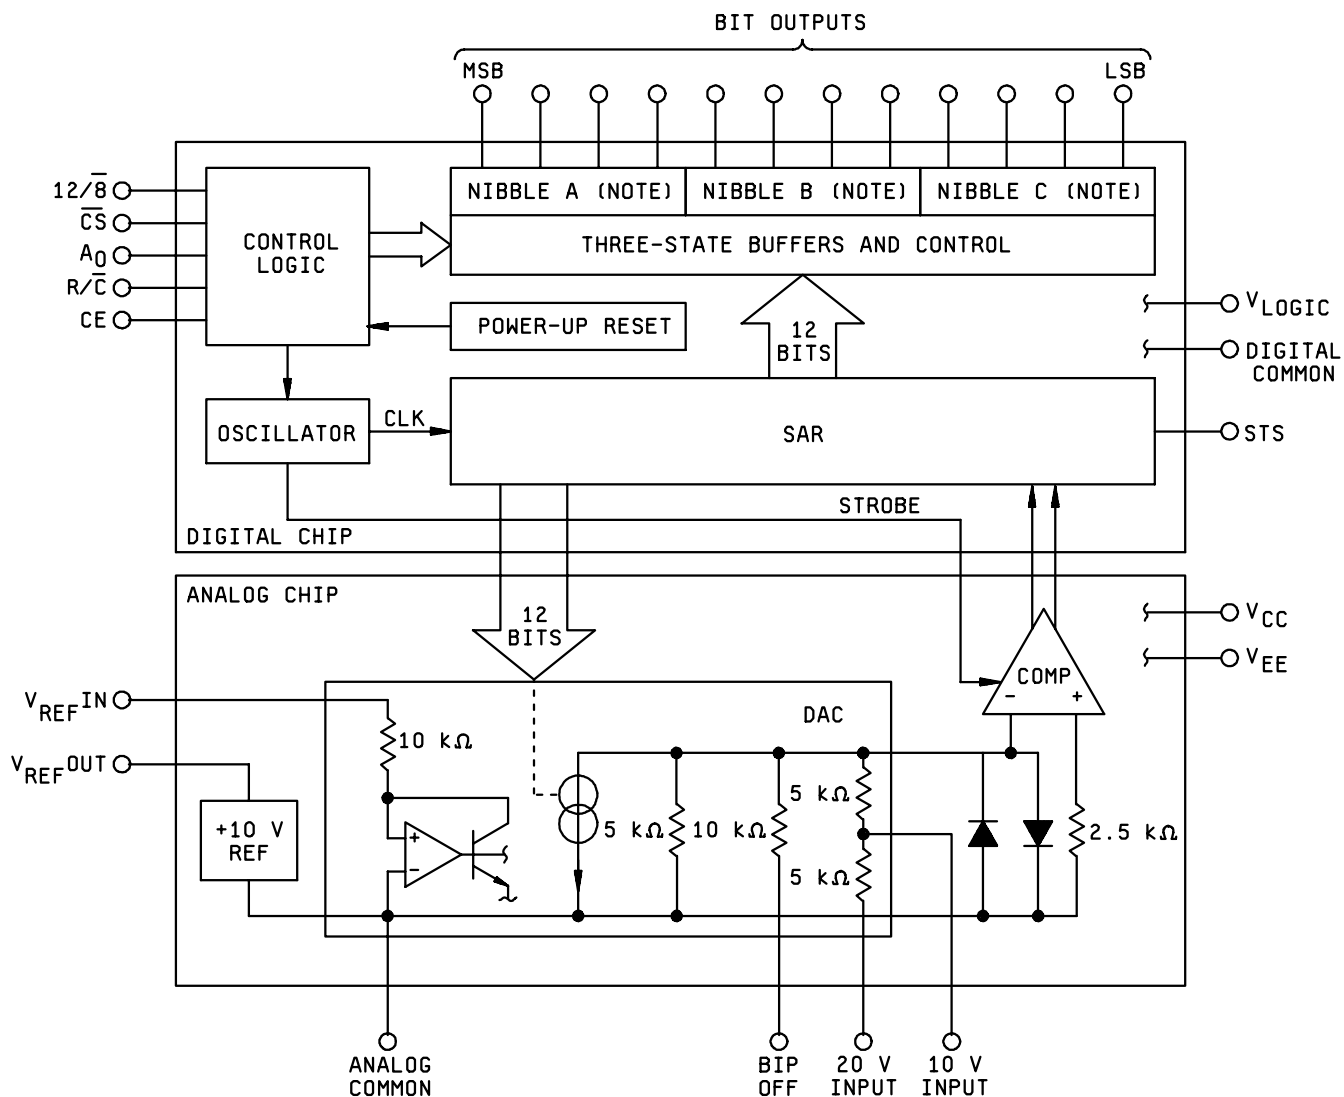 BIT OUTPUTS
MSB
LSB
12/8̅
C̅S̅
A0
R/C̅
CE
CONTROL
LOGIC
NIBBLE A (NOTE)
NIBBLE B (NOTE)
NIBBLE C (NOTE)
THREE-STATE BUFFERS AND CONTROL
POWER-UP RESET
12
BITS
VLOGIC
DIGITAL
COMMON
OSCILLATOR
CLK
SAR
STS
STROBE
DIGITAL CHIP
ANALOG CHIP
12
BITS
VCC
VEE
COMP
-
+
VREFIN
VREFOUT
DAC
10 kΩ
+10 V
REF
+
-
5 kΩ
10 kΩ
5 kΩ
5 kΩ
2.5 kΩ
ANALOG
COMMON
BIP
OFF
20 V
INPUT
10 V
INPUT